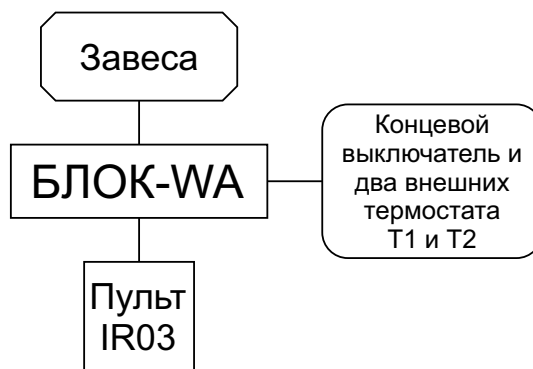 Завеса
БЛОК-WA
Концевой
выключатель и
два внешних
термостата
Т1 и Т2
Пульт
IR03